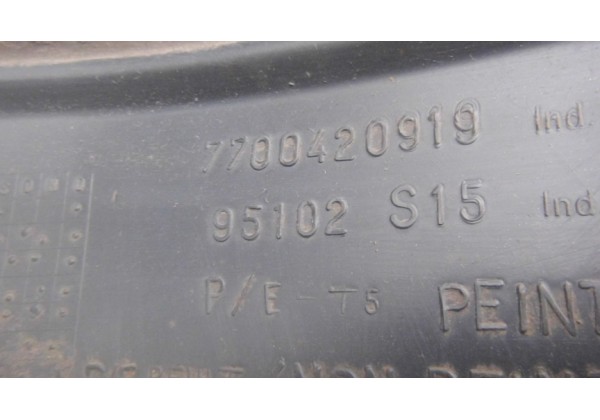 7700420919 Ind.
95102 S15 Ind
P/E-T5 PEINT